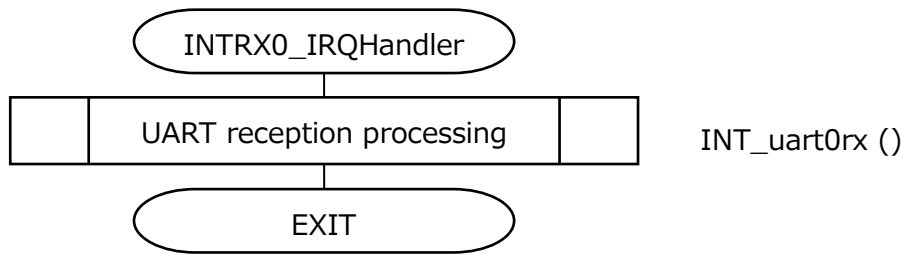 INTRX0_IRQHandler
UART reception processing
INT_uart0rx ()
EXIT